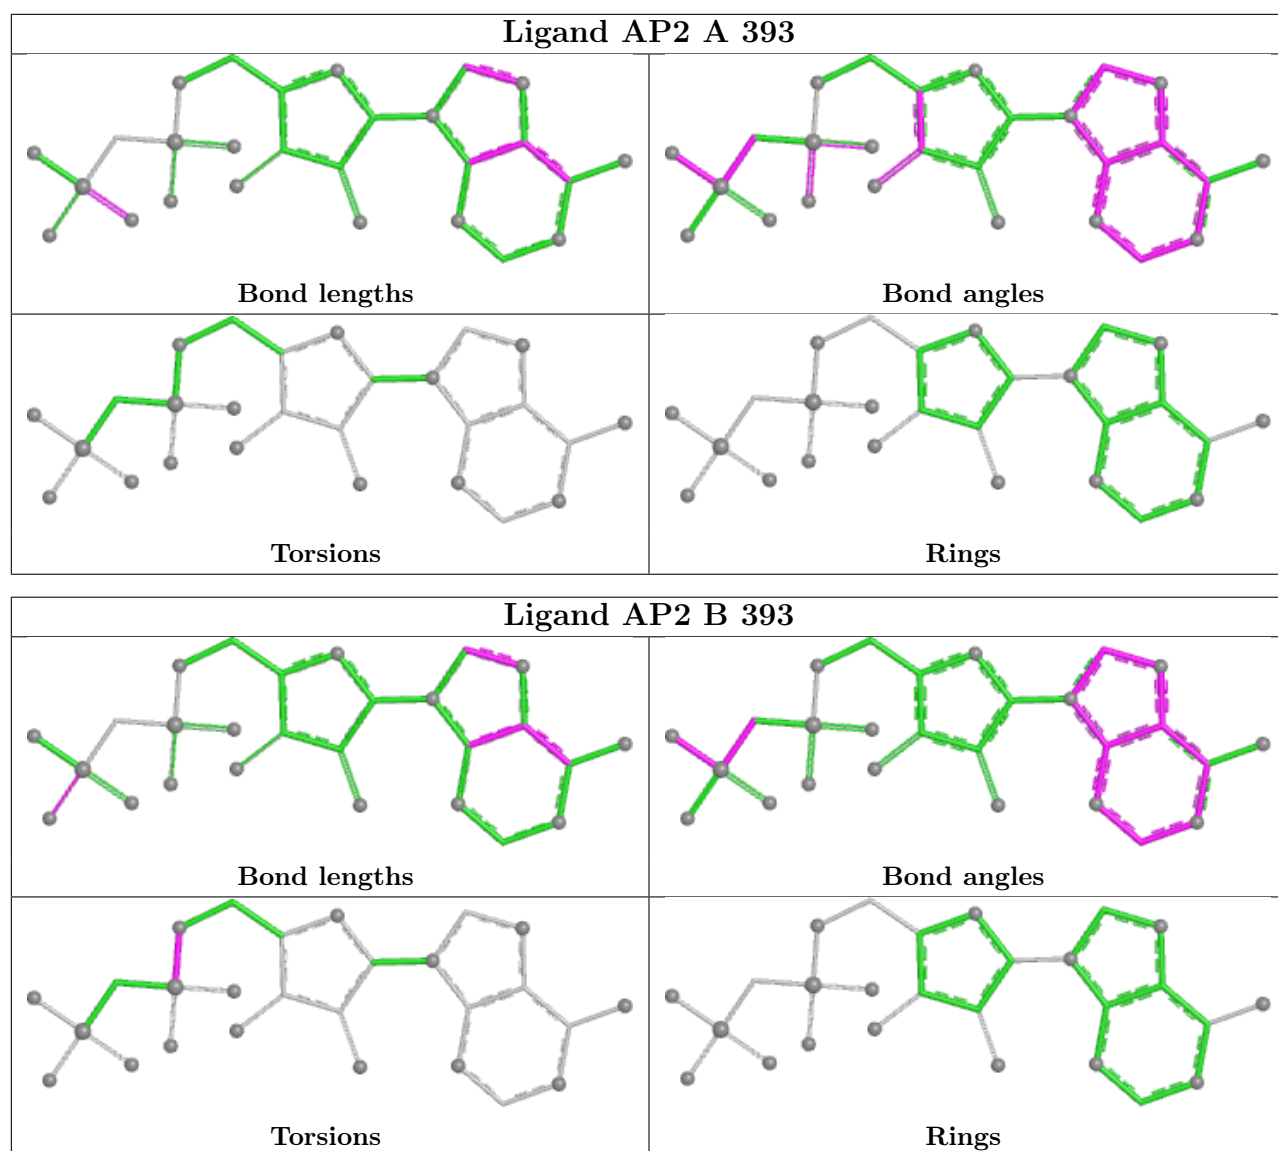 Ligand AP2 A 393
Bond lengths
Bond angles
Torsions
Rings
Ligand AP2 B 393
Bond lengths
Bond angles
Torsions
Rings